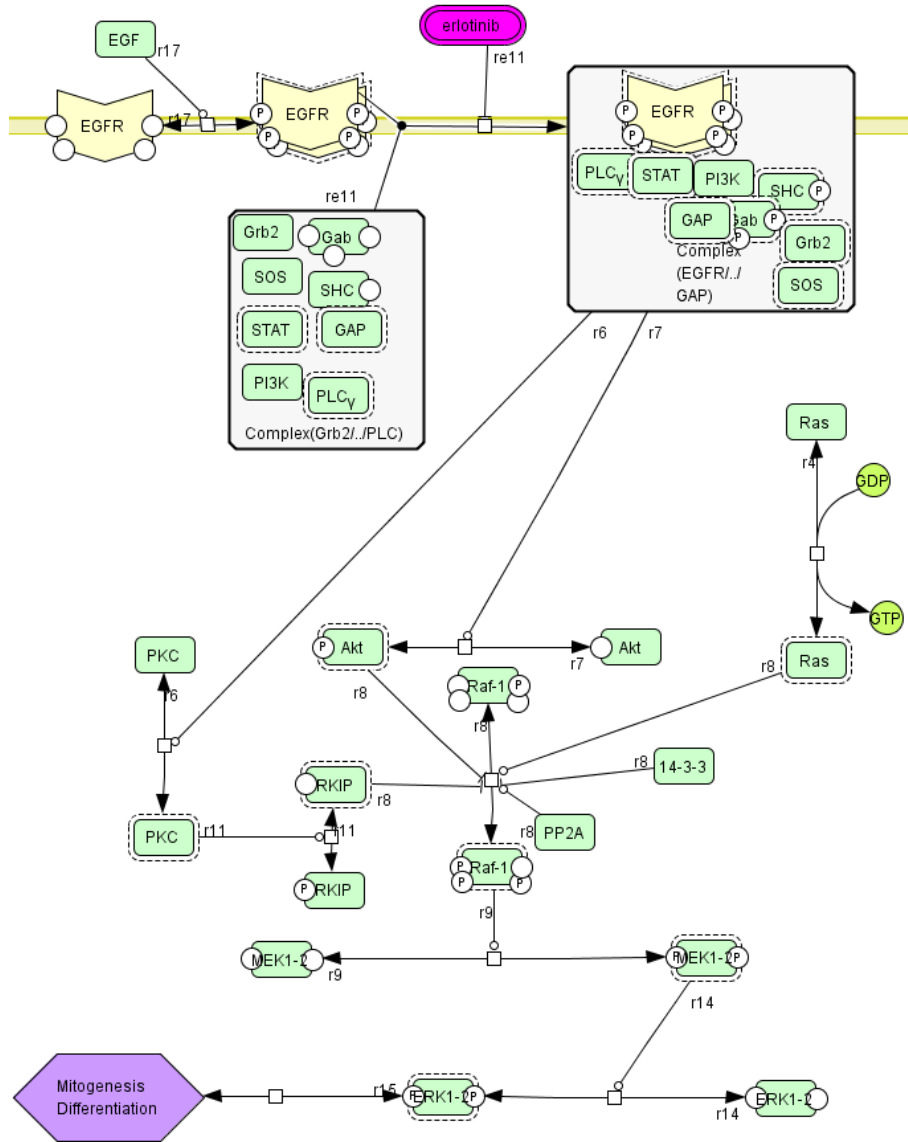 erlotinib
EGF
r17
re11
EGFR
r17
P
EGFR
P
P
P
EGFR
P
P
PLCγ
STAT
PI3K
SHC
P
GAP
Gab
P
P
Grb2
Complex
(EGFR/../
GAP)
SOS
re11
Grb2
Gab
SOS
SHC
STAT
GAP
PI3K
PLCγ
Complex(Grb2/../PLC)
r6
r7
Ras
r4
GDP
GTP
PKC
r6
P
Akt
r8
r7
Akt
Raf-1
P
r8
r8
Ras
RKIP
r8
r8
14-3-3
r8
PP2A
PKC
r11
r11
P
RKIP
P
Raf-1
P
P
r9
MEK1-2
r9
P
MEK1-2
P
r14
Mitogenesis
Differentiation
r15
P
ERK1-2
P
r14
ERK1-2